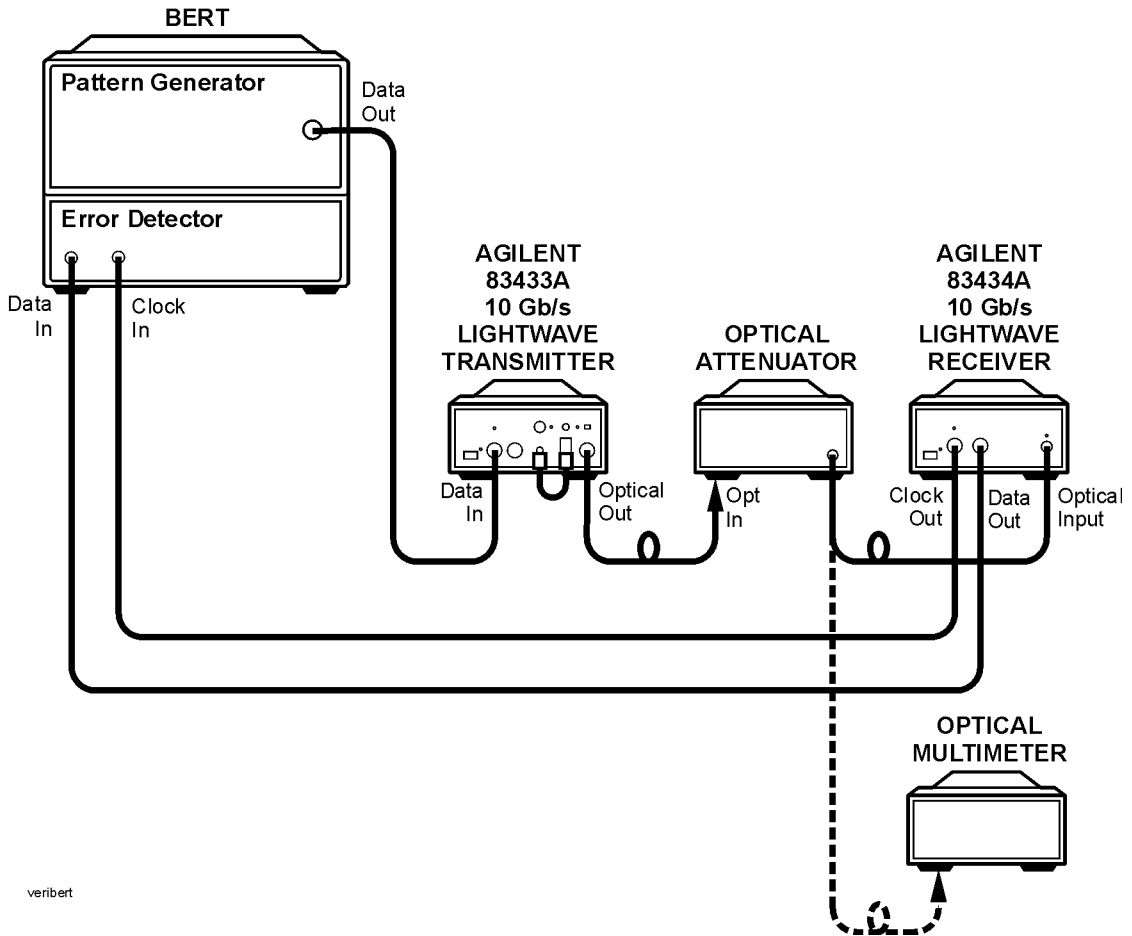 BERT
Pattern Generator
Data
Out
Error Detector
Data
In
Clock
In
AGILENT
83433A
10 Gb/s
LIGHTWAVE
TRANSMITTER
Data
In
Optical
Out
OPTICAL
ATTENUATOR
Opt
In
AGILENT
83434A
10 Gb/s
LIGHTWAVE
RECEIVER
Clock
Out
Data
Out
Optical
Input
OPTICAL
MULTIMETER
veribert